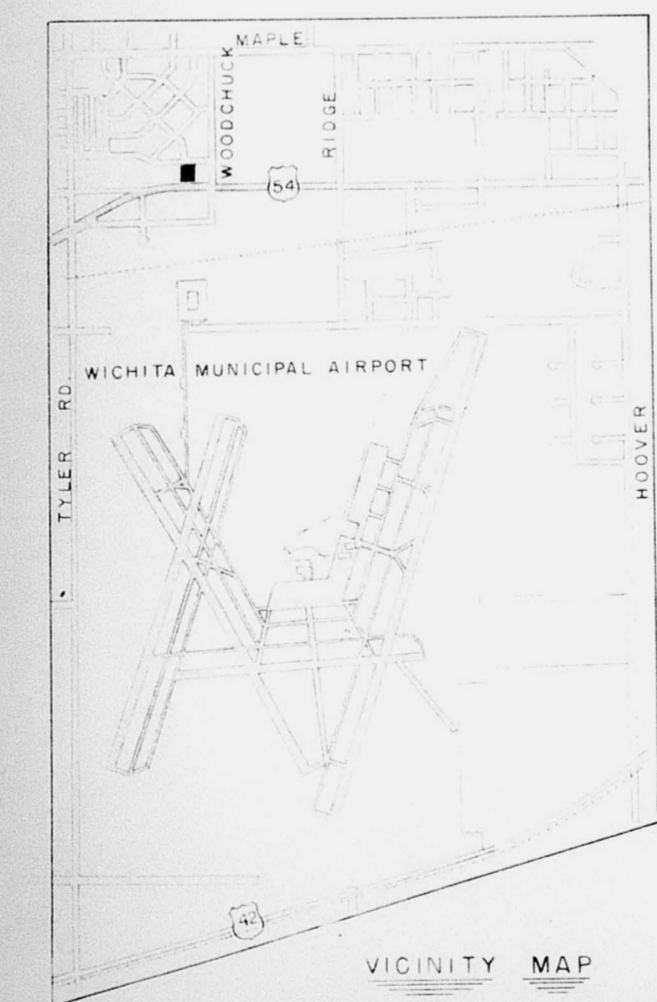 MAPLE
WOODCHUCK
RIDGE
54
WICHITA MUNICIPAL AIRPORT
TYLER RD.
HOOVER
42
VICINITY MAP